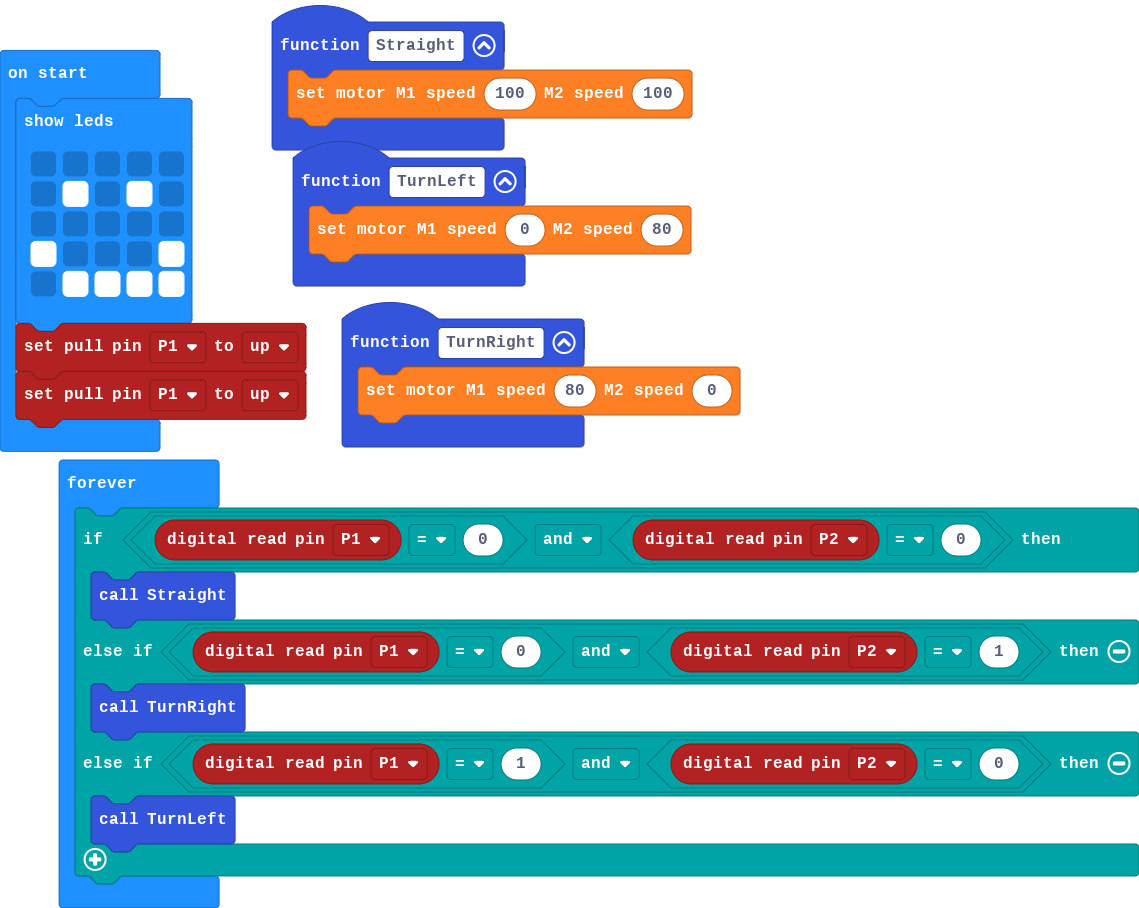 on start
show leds
set pull pin P1 to up
set pull pin P1 to up
function Straight
set motor M1 speed 100 M2 speed 100
function TurnLeft
set motor M1 speed 0 M2 speed 80
function TurnRight
set motor M1 speed 80 M2 speed 0
forever
if digital read pin P1 = 0 and digital read pin P2 = 0 then
call Straight
else if digital read pin P1 = 0 and digital read pin P2 = 1 then
call TurnRight
else if digital read pin P1 = 1 and digital read pin P2 = 0 then
call TurnLeft